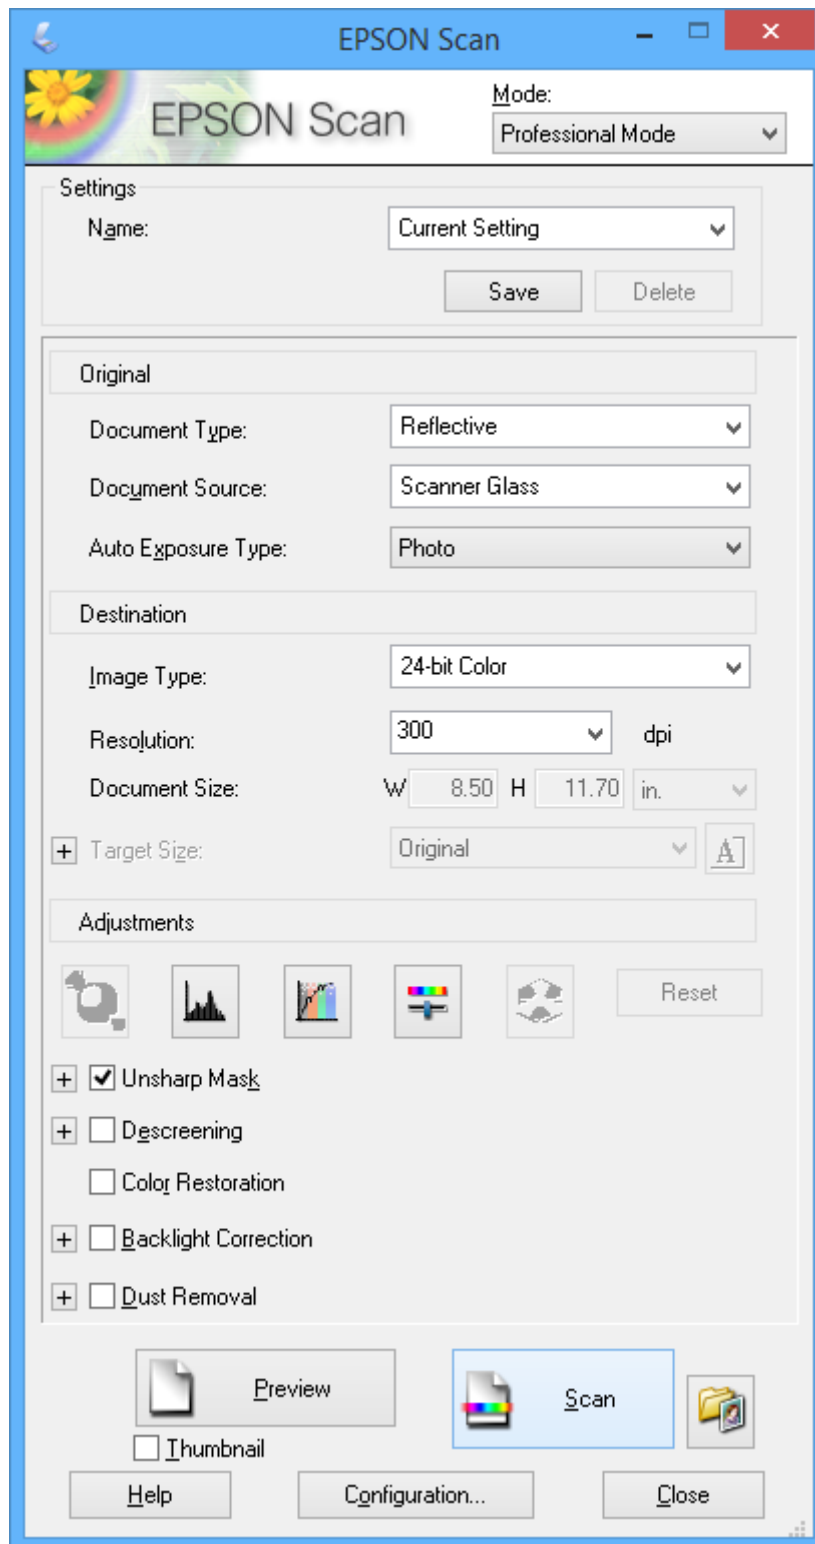 EPSON Scan
EPSON Scan
Mode:
Professional Mode
Settings
Name:
Current Setting
Save
Delete
Original
Document Type:
Reflective
Document Source:
Scanner Glass
Auto Exposure Type:
Photo
Destination
Image Type:
24-bit Color
Resolution:
300
dpi
Document Size:
W 8.50 H 11.70 in.
Target Size:
Original
A
Adjustments
Reset
Unsharp Mask
Descreening
Color Restoration
Backlight Correction
Dust Removal
Preview
Scan
Thumbnail
Help
Configuration...
Close